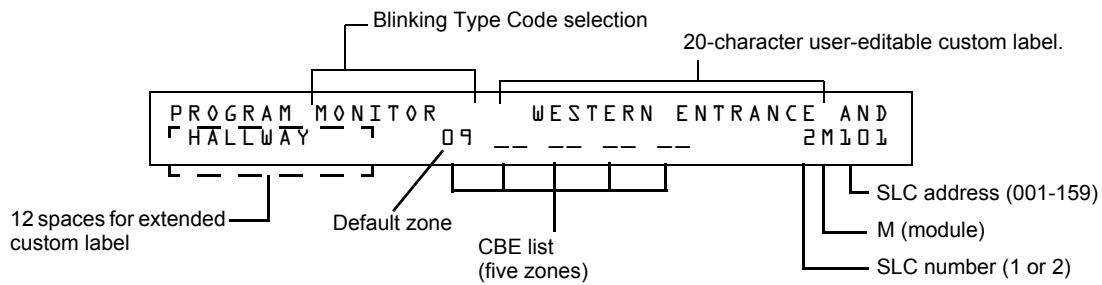 Blinking Type Code selection
20-character user-editable custom label.
PROGRAM MONITOR WESTERN ENTRANCE AND
HALLWAY 09 __ __ __ __ 2M101
12 spaces for extended
custom label
Default zone
CBE list
(five zones)
SLC address (001-159)
M (module)
SLC number (1 or 2)